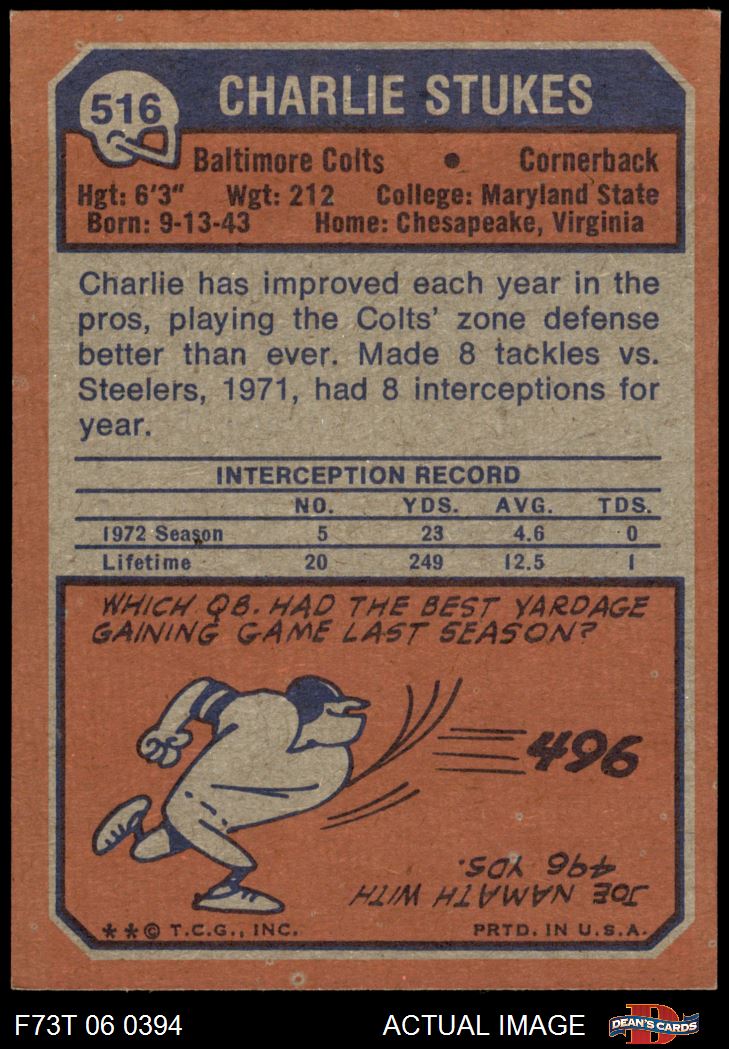 516
CHARLIE STUKES
Baltimore Colts • Cornerback
Hgt: 6'3" Wgt: 212 College: Maryland State
Born: 9-13-43 Home: Chesapeake, Virginia
Charlie has improved each year in the
pros, playing the Colts' zone defense
better than ever. Made 8 tackles vs.
Steelers, 1971, had 8 interceptions for
year.
INTERCEPTION RECORD
NO. YDS. AVG. TDS.
1972 Season 5 23 4.6 0
Lifetime 20 249 12.5 1
WHICH QB. HAD THE BEST YARDAGE
GAINING GAME LAST SEASON?
496
JOE NAMATH WITH
496 YDS.
**© T.C.G., INC. PRTD. IN U.S.A.
F73T 06 0394 ACTUAL IMAGE DEAN'S CARDS